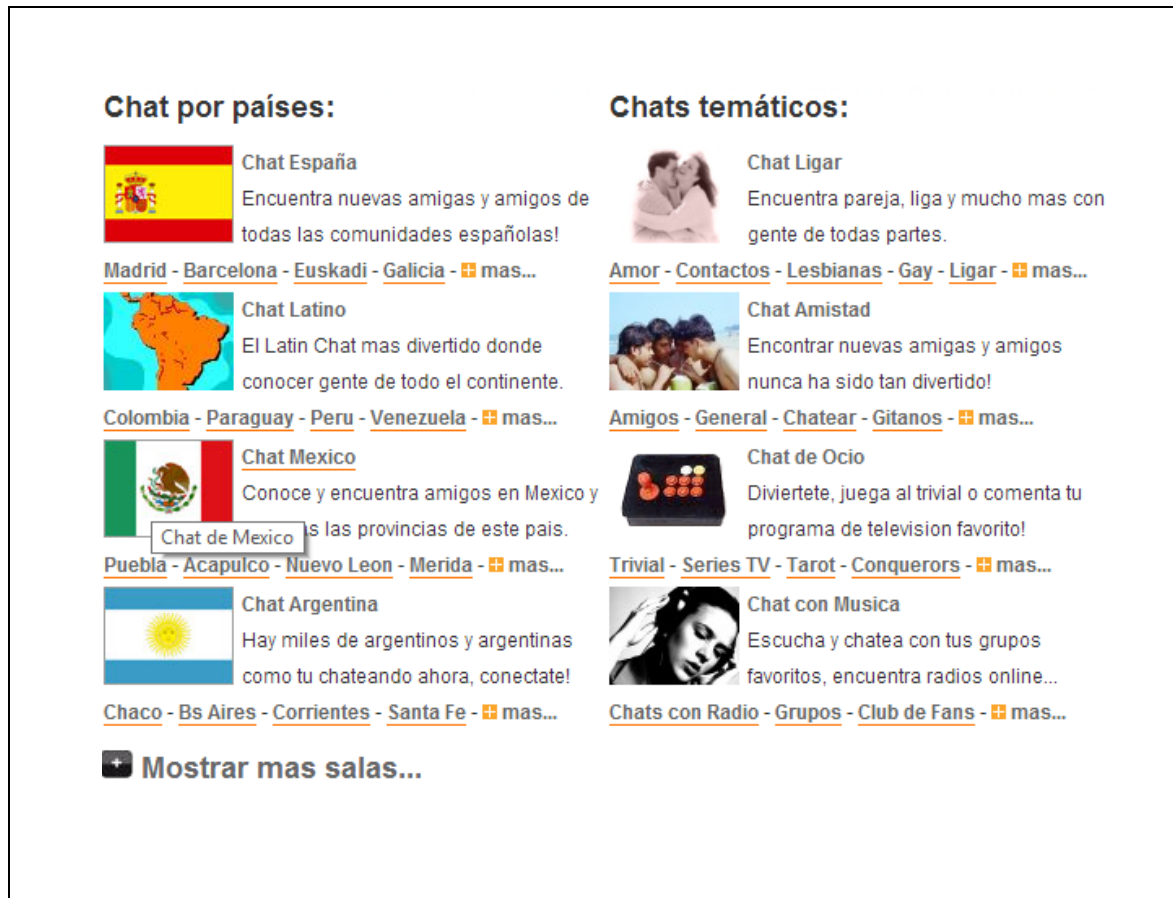 Chat por países:
Chat España
Encuentra nuevas amigas y amigos de
todas las comunidades españolas!
Madrid - Barcelona - Euskadi - Galicia - mas...
Chat Latino
El Latin Chat mas divertido donde
conocer gente de todo el continente.
Colombia - Paraguay - Peru - Venezuela - mas...
Chat Mexico
Conoce y encuentra amigos en Mexico y
las provincias de este pais.
Chat de Mexico
Puebla - Acapulco - Nuevo Leon - Merida - mas...
Chat Argentina
Hay miles de argentinos y argentinas
como tu chateando ahora, conectate!
Chaco - Bs Aires - Corrientes - Santa Fe - mas...
Mostrar mas salas...
Chats temáticos:
Chat Ligar
Encuentra pareja, liga y mucho mas con
gente de todas partes.
Amor - Contactos - Lesbianas - Gay - Ligar - mas...
Chat Amistad
Encontrar nuevas amigas y amigos
nunca ha sido tan divertido!
Amigos - General - Chatear - Gitanos - mas...
Chat de Ocio
Diviertete, juega al trivial o comenta tu
programa de television favorito!
Trivial - Series TV - Tarot - Conquerors - mas...
Chat con Musica
Escucha y chatea con tus grupos
favoritos, encuentra radios online...
Chats con Radio - Grupos - Club de Fans - mas...